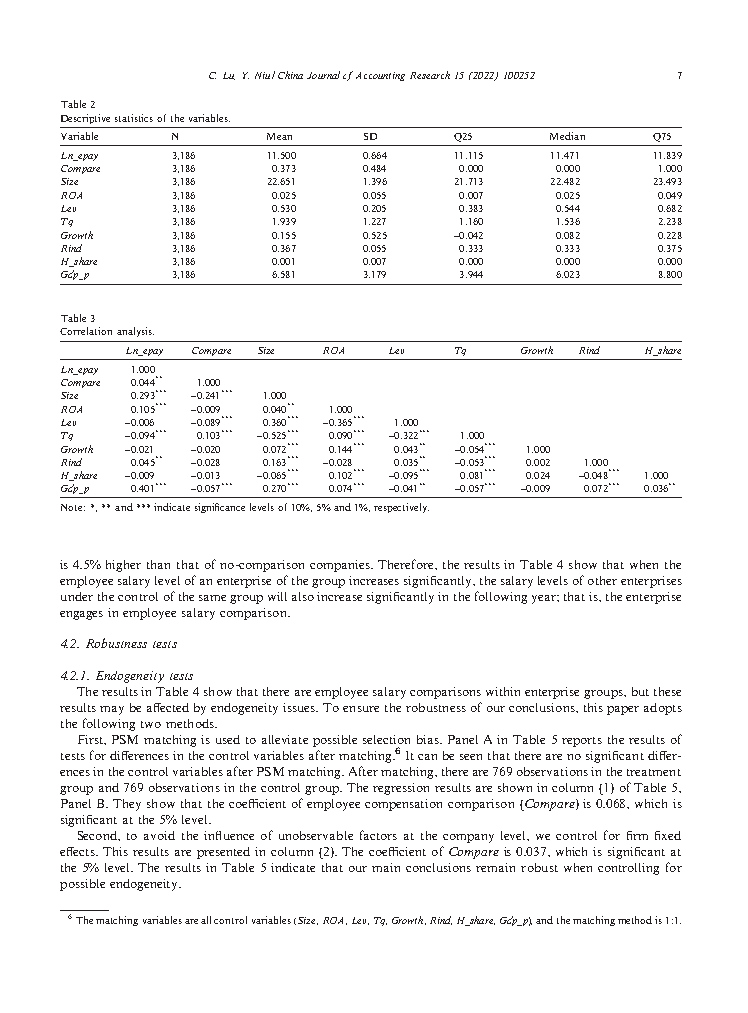 C. Lu, Y. Niu / China Journal of Accounting Research 15 (2022) 100252 7
Table 2
Descriptive statistics of the variables.
Variable N Mean SD Q25 Median Q75
Ln_epay 3,186 11.500 0.664 11.115 11.471 11.839
Compare 3,186 0.373 0.484 0.000 0.000 1.000
Size 3,186 22.651 1.396 21.713 22.482 23.493
ROA 3,186 0.025 0.055 0.007 0.025 0.049
Lev 3,186 0.530 0.205 0.383 0.544 0.682
Tq 3,186 1.939 1.227 1.160 1.536 2.238
Growth 3,186 0.155 0.525 –0.042 0.082 0.228
Rind 3,186 0.367 0.055 0.333 0.333 0.375
H_share 3,186 0.001 0.007 0.000 0.000 0.000
Gdp_p 3,186 6.581 3.179 3.944 6.023 8.800
Table 3
Correlation analysis.
Ln_epay Compare Size ROA Lev Tq Growth Rind H_share
Ln_epay 1.000
Compare 0.044** 1.000
Size 0.293*** –0.241*** 1.000
ROA 0.105*** –0.009 0.040** 1.000
Lev –0.006 –0.089*** 0.360*** –0.365*** 1.000
Tq –0.094*** 0.103*** –0.525*** 0.090*** –0.322*** 1.000
Growth –0.021 –0.020 0.072*** 0.144*** 0.043** –0.054*** 1.000
Rind 0.045** –0.028 0.163*** –0.028 0.035** –0.053*** 0.002 1.000
H_share –0.009 –0.013 –0.065*** 0.102*** –0.095*** 0.081*** 0.024 –0.048*** 1.000
Gdp_p 0.401*** –0.057*** 0.270*** 0.074*** –0.041** –0.057*** –0.009 0.072*** 0.036**
Note: *, ** and *** indicate significance levels of 10%, 5% and 1%, respectively.
is 4.5% higher than that of no-comparison companies. Therefore, the results in Table 4 show that when the
employee salary level of an enterprise of the group increases significantly, the salary levels of other enterprises
under the control of the same group will also increase significantly in the following year; that is, the enterprise
engages in employee salary comparison.
4.2. Robustness tests
4.2.1. Endogeneity tests
The results in Table 4 show that there are employee salary comparisons within enterprise groups, but these
results may be affected by endogeneity issues. To ensure the robustness of our conclusions, this paper adopts
the following two methods.
First, PSM matching is used to alleviate possible selection bias. Panel A in Table 5 reports the results of
tests for differences in the control variables after matching.6 It can be seen that there are no significant differ-
ences in the control variables after PSM matching. After matching, there are 769 observations in the treatment
group and 769 observations in the control group. The regression results are shown in column (1) of Table 5,
Panel B. They show that the coefficient of employee compensation comparison (Compare) is 0.068, which is
significant at the 5% level.
Second, to avoid the influence of unobservable factors at the company level, we control for firm fixed
effects. This results are presented in column (2). The coefficient of Compare is 0.037, which is significant at
the 5% level. The results in Table 5 indicate that our main conclusions remain robust when controlling for
possible endogeneity.
6 The matching variables are all control variables (Size, ROA, Lev, Tq, Growth, Rind, H_share, Gdp_p), and the matching method is 1:1.